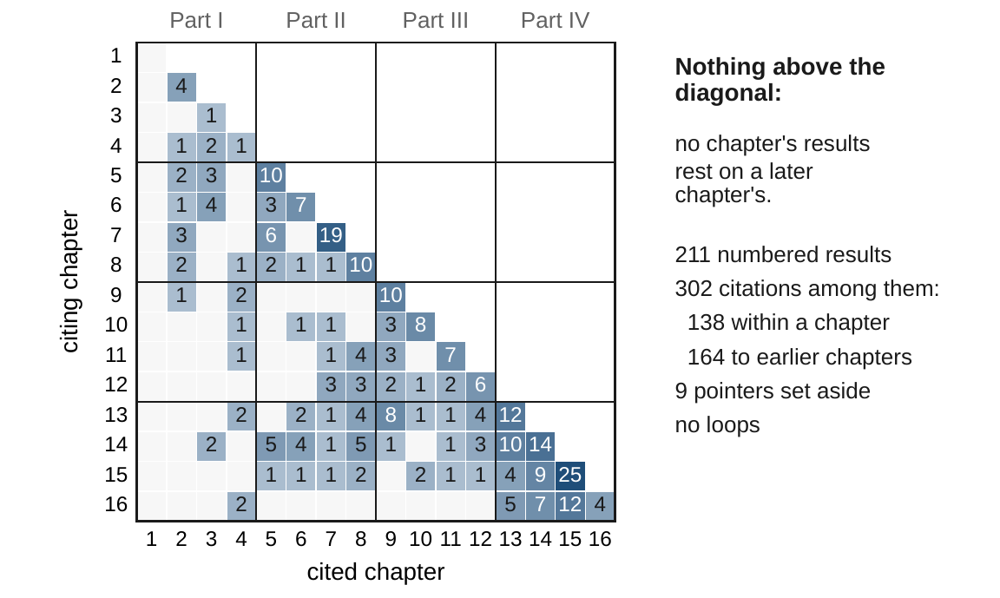 Part I Part II Part III Part IV
1
2 4
3 1
4 1 2 1
5 2 3 10
6 1 4 3 7
7 3 6 19
8 2 1 2 1 1 10
9 1 2 10
10 1 1 1 3 8
11 1 1 4 3 7
12 3 3 2 1 2 6
13 2 2 1 4 8 1 1 4 12
14 2 5 4 1 5 1 1 3 10 14
15 1 1 1 2 2 1 1 4 9 25
16 2 5 7 12 4
1 2 3 4 5 6 7 8 9 10 11 12 13 14 15 16
cited chapter
citing chapter
Nothing above the
diagonal:
no chapter's results
rest on a later
chapter's.
211 numbered results
302 citations among them:
138 within a chapter
164 to earlier chapters
9 pointers set aside
no loops